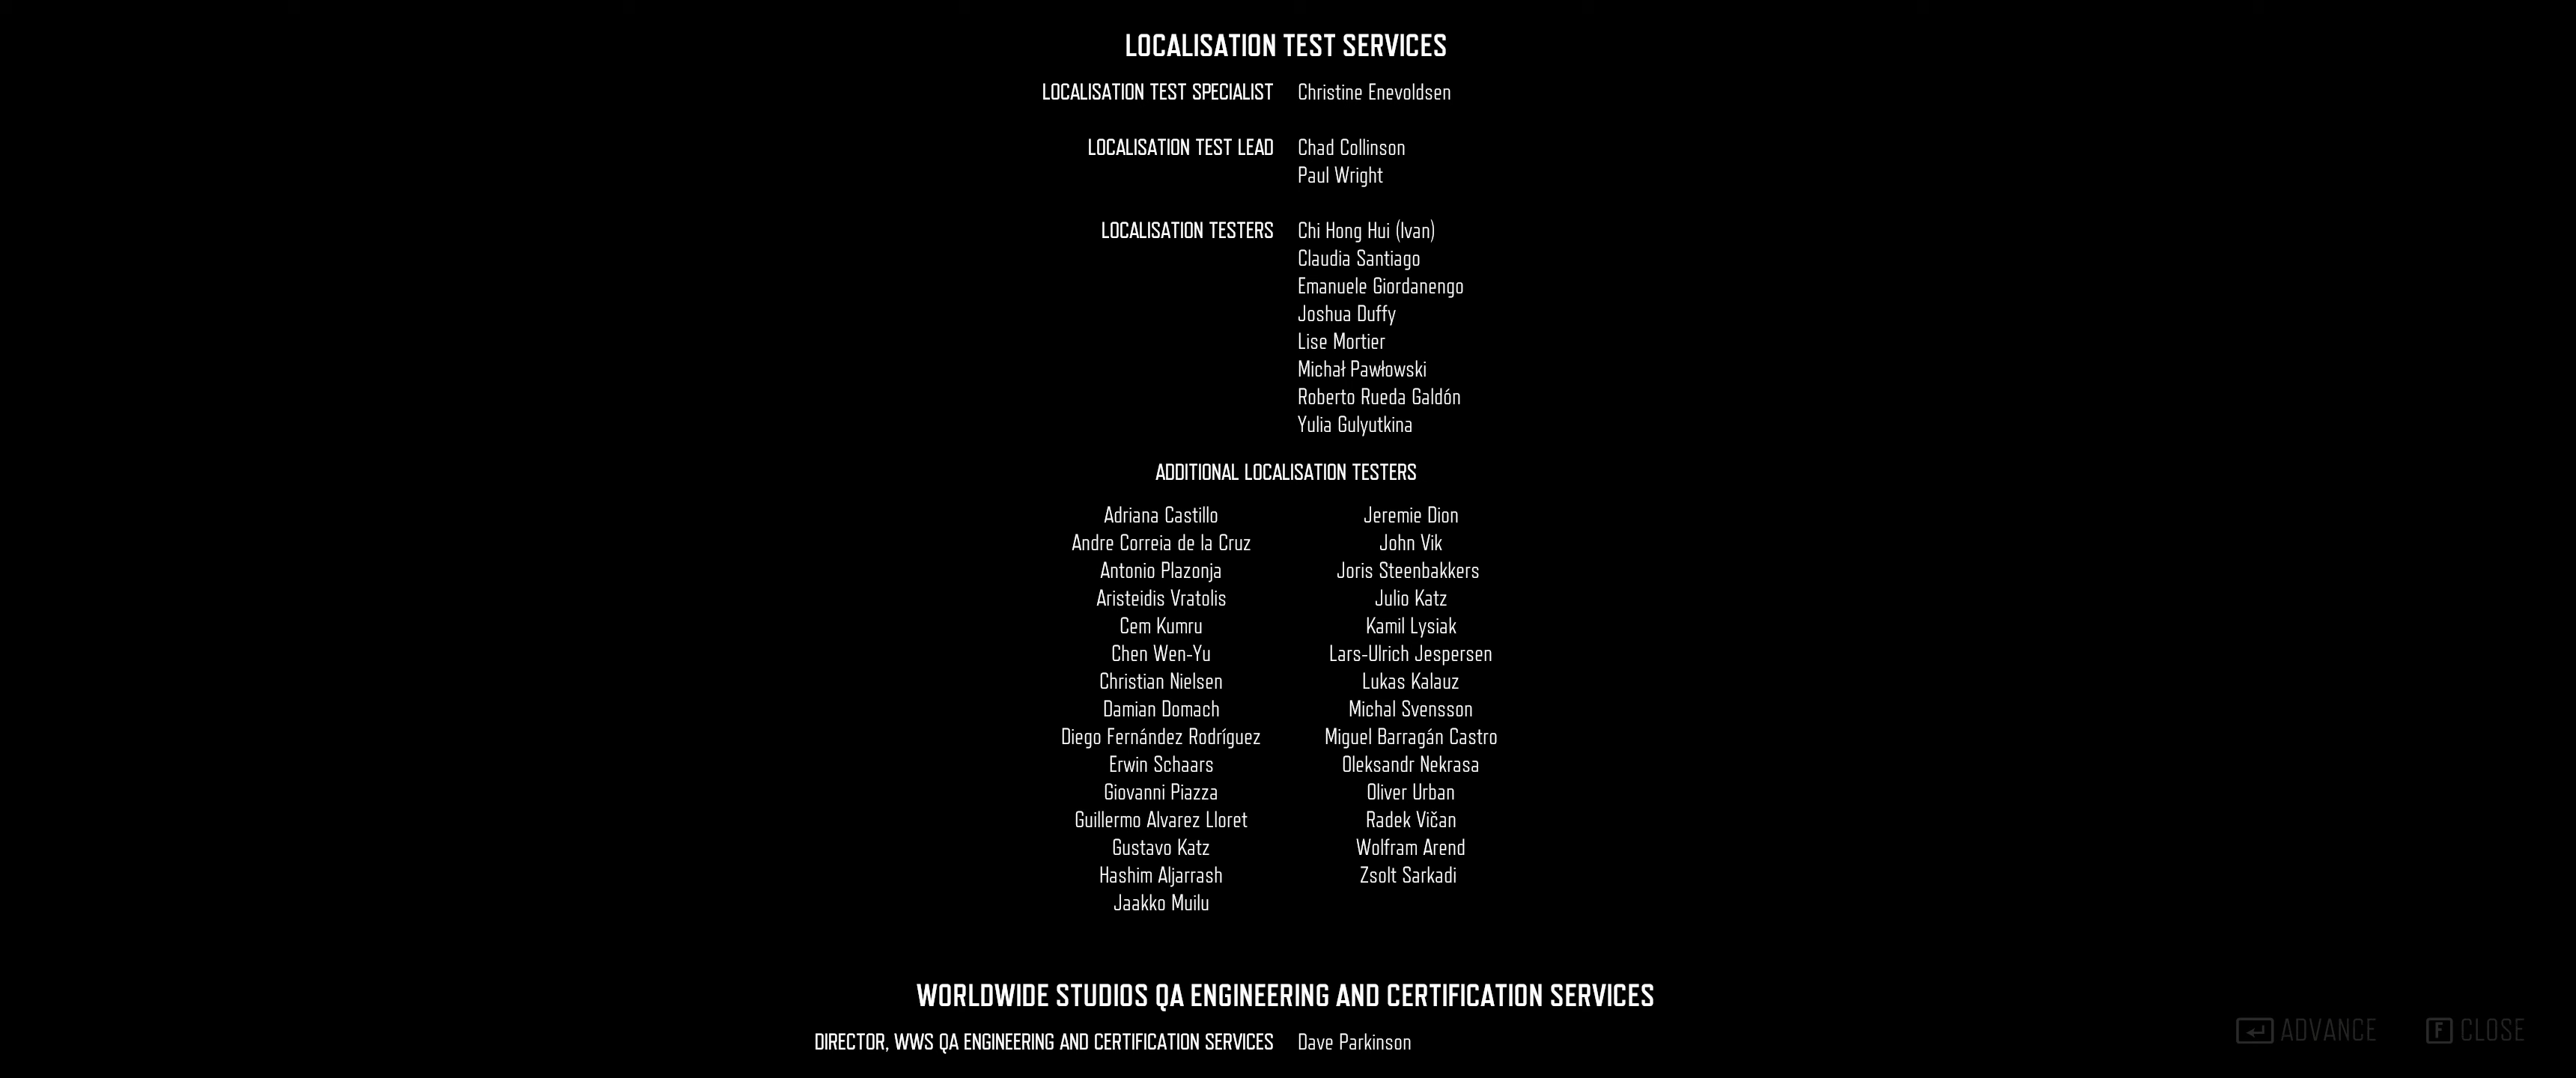 LOCALISATION TEST SERVICES
LOCALISATION TEST SPECIALIST Christine Enevoldsen
LOCALISATION TEST LEAD Chad Collinson
Paul Wright
LOCALISATION TESTERS Chi Hong Hui (Ivan)
Claudia Santiago
Emanuele Giordanengo
Joshua Duffy
Lise Mortier
Michał Pawłowski
Roberto Rueda Galdón
Yulia Gulyutkina
ADDITIONAL LOCALISATION TESTERS
Adriana Castillo
Andre Correia de la Cruz
Antonio Plazonja
Aristeidis Vratolis
Cem Kumru
Chen Wen-Yu
Christian Nielsen
Damian Domach
Diego Fernández Rodríguez
Erwin Schaars
Giovanni Piazza
Guillermo Alvarez Lloret
Gustavo Katz
Hashim Aljarrash
Jaakko Muilu
Jeremie Dion
John Vik
Joris Steenbakkers
Julio Katz
Kamil Lysiak
Lars-Ulrich Jespersen
Lukas Kalauz
Michal Svensson
Miguel Barragán Castro
Oleksandr Nekrasa
Oliver Urban
Radek Vičan
Wolfram Arend
Zsolt Sarkadi
WORLDWIDE STUDIOS QA ENGINEERING AND CERTIFICATION SERVICES
DIRECTOR, WWS QA ENGINEERING AND CERTIFICATION SERVICES Dave Parkinson
ADVANCE F CLOSE